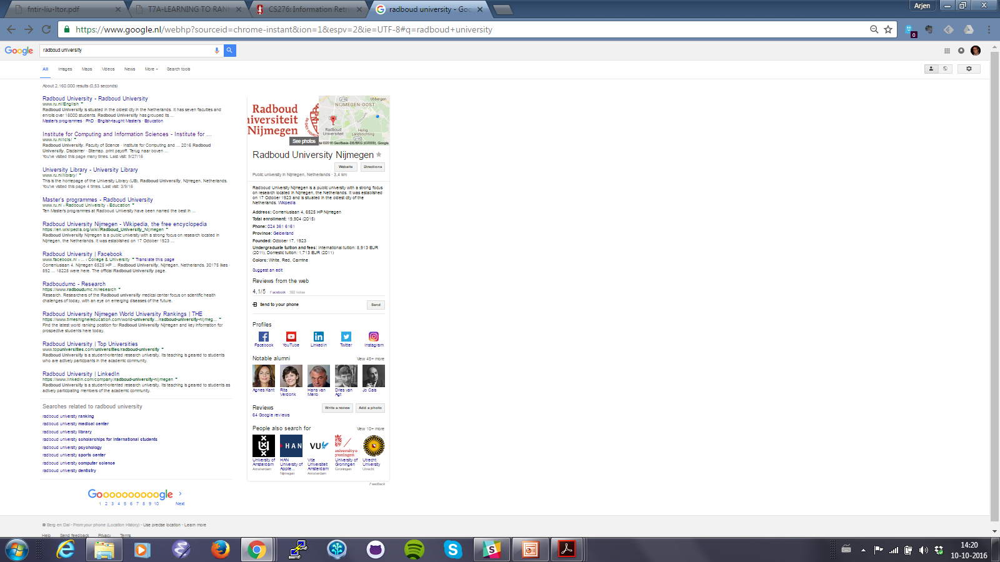 fntir-liu-ltor.pdf
T7A-LEARNING TO RAN
CS276: Information Retri
radboud university - Goo
Arjen
https://www.google.nl/webhp?sourceid=chrome-instant&ion=1&espv=2&ie=UTF-8#q=radboud+university
0
Google
radboud university
All Images Maps Videos News More Search tools
About 2.160.000 results (0,53 seconds)
Radboud University - Radboud University
www.ru.nl/English
Radboud University is situated in the oldest city in the Netherlands. It has seven faculties and
enrols over 18000 students. Radboud University has grouped its ...
Master's programmes · PhD · English-taught Master's · Education
Institute for Computing and Information Sciences - Institute for ...
www.ru.nl/icis/
Radboud University. Faculty of Science · Institute for Computing and ... 2016 Radboud
University. Disclaimer · Sitemap. print payoff. Terug naar boven ...
You've visited this page many times. Last visit: 9/27/16
University Library - University Library
www.ru.nl/library/
This is the homepage of the University Library (UB), Radboud University, Nijmegen, Netherlands.
You've visited this page 4 times. Last visit: 3/9/16
Master's programmes - Radboud University
www.ru.nl › Radboud University › Education
Ten Master's programmes at Radboud University have been named the best in ...
Radboud University Nijmegen - Wikipedia, the free encyclopedia
https://en.wikipedia.org/wiki/Radboud_University_Nijmegen
Radboud University Nijmegen is a public university with a strong focus on research located in
Nijmegen, the Netherlands. It was established on 17 October 1923 ...
Radboud University | Facebook
www.facebook.nl › ... › College & University Translate this page
Comeniuslaan 4, Nijmegen 6525 HP ... Radboud University, Nijmegen, Netherlands. 30175 likes ·
892 ... 18228 were here. The official Radboud University page.
Radboudumc - Research
https://www.radboudumc.nl/research
Research. Researchers of the Radboud university medical center focus on scientific health
challenges of today, with an eye on emerging diseases of the future.
Radboud University Nijmegen World University Rankings | THE
https://www.timeshighereducation.com/world-university.../radboud-university-nijmeg...
Find the latest world ranking position for Radboud University Nijmegen and key information for
prospective students here today.
Radboud University | Top Universities
www.topuniversities.com/universities/radboud-university
Radboud University is a student-oriented research university. Its teaching is geared to students
who are actively participants in the academic community.
Radboud University | LinkedIn
https://www.linkedin.com/company/radboud-university-nijmegen
Radboud University is a student-oriented research university. Its teaching is geared to students as
actively participating members of the academic community.
Searches related to radboud university
radboud university ranking
radboud university medical center
radboud university library
radboud university scholarships for international students
radboud university psychology
radboud university sports center
radboud university computer science
radboud university dentistry
Goooooooooogle
1 2 3 4 5 6 7 8 9 10 Next
Radboud
niversiteit
Nijmegen
See photos
Ubbergen
NIJMEGEN-OOST
Radboud
Universiteit
Heilig
Landstichting
©2016 GeoBasis-DE/BKG (©2009), Google
Radboud University Nijmegen
Website Directions
Public university in Nijmegen, Netherlands · 3,4 km
Radboud University Nijmegen is a public university with a strong focus
on research located in Nijmegen, the Netherlands. It was established
on 17 October 1923 and is situated in the oldest city of the
Netherlands. Wikipedia
Address: Comeniuslaan 4, 6525 HP Nijmegen
Total enrollment: 19,904 (2015)
Phone: 024 361 6161
Province: Gelderland
Founded: October 17, 1923
Undergraduate tuition and fees: International tuition: 8,913 EUR
(2011), Domestic tuition: 1,713 EUR (2011)
Colors: White, Red, Carmine
Suggest an edit
Reviews from the web
4,1/5 Facebook · 392 votes
Send to your phone Send
Profiles
Facebook YouTube LinkedIn Twitter Instagram
Notable alumni View 45+ more
Agnes Kant
Rita Verdonk
Hans van Mierlo
Dries van Agt
Jo Cals
Reviews Write a review Add a photo
64 Google reviews
People also search for View 10+ more
HAN
VU
university o
groningen
University of Amsterdam
Amsterdam
HAN University of Applie...
Nijmegen
Vrije Universiteit Amsterdam
Amsterdam
University of Groningen
Groningen
Utrecht University
Utrecht
Feedback
Berg en Dal - From your phone (Location History) - Use precise location - Learn more
Help Send feedback Privacy Terms
14:20
10-10-2016